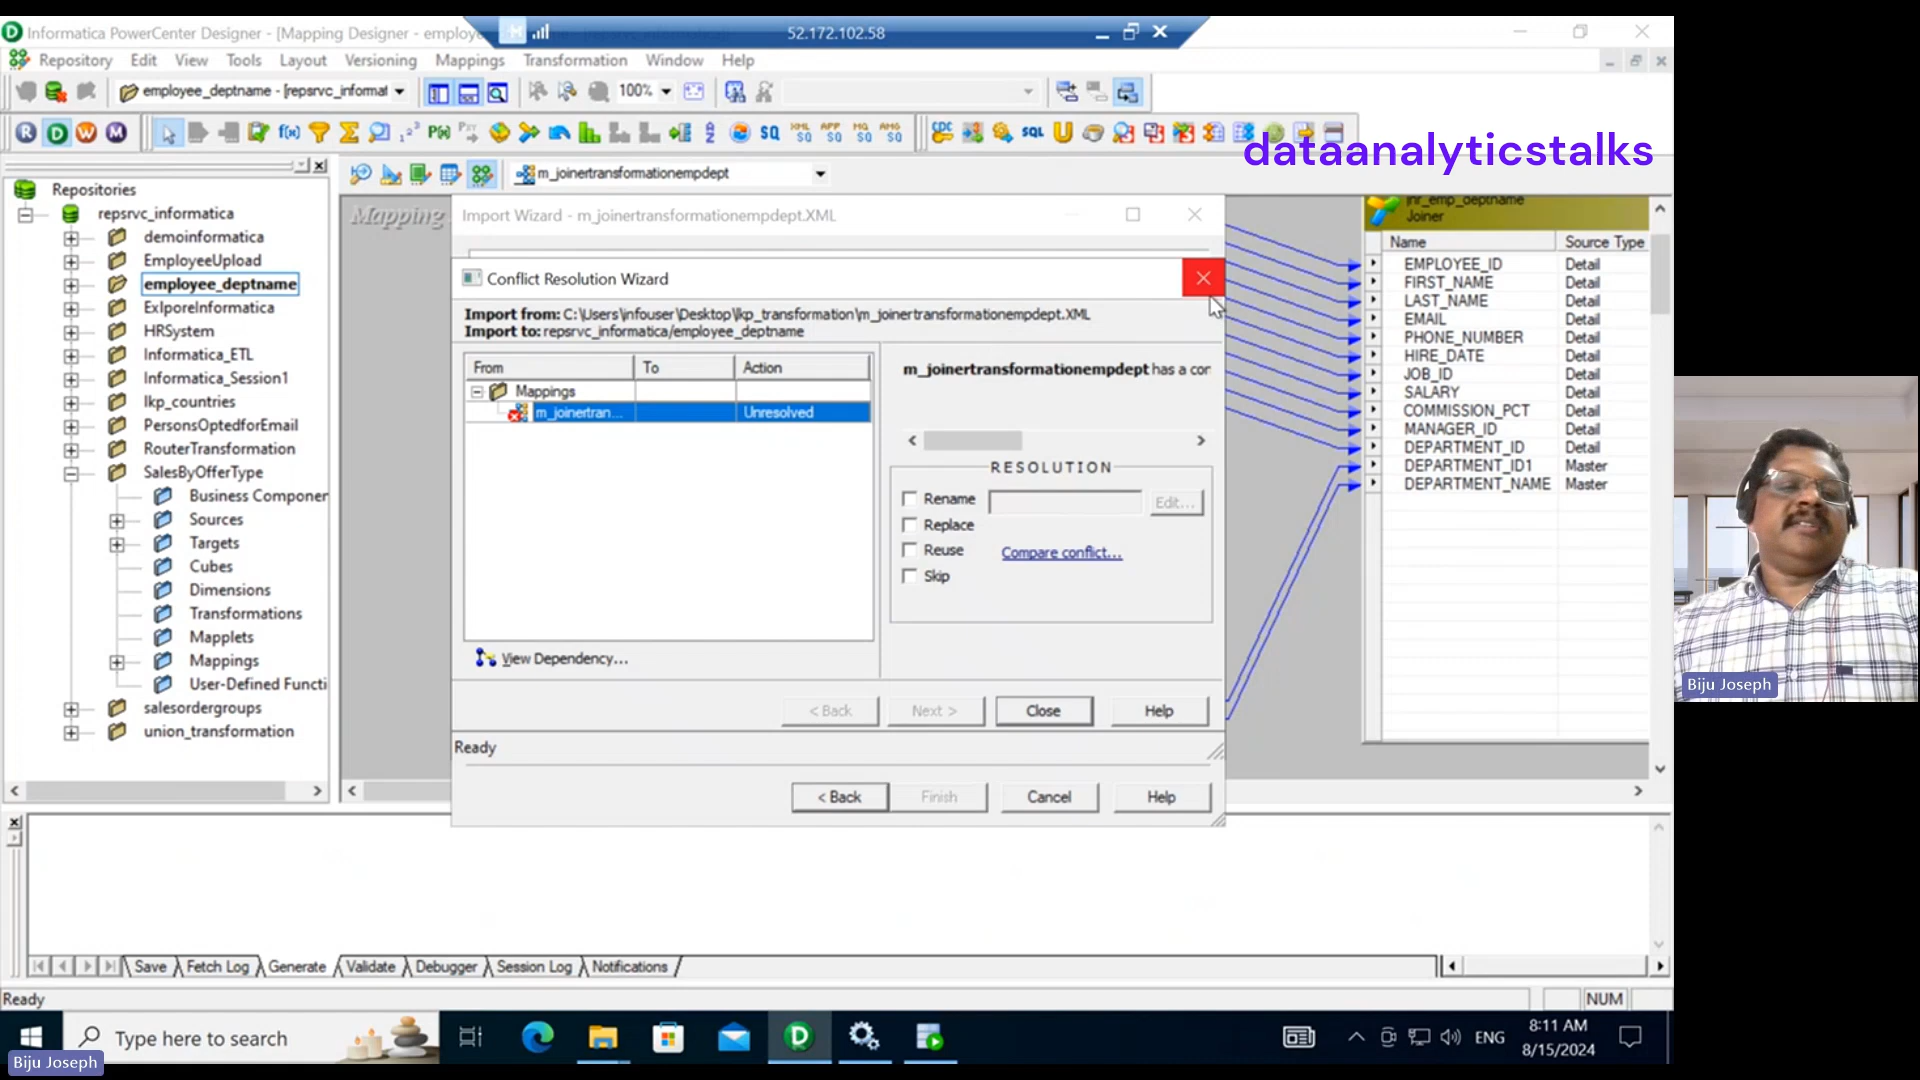 Informatica PowerCenter Designer - [Mapping Designer - employe
52.172.102.58
Repository Edit View Tools Layout Versioning Mappings Transformation Window Help
employee_deptname - [repsrvc_informat
100%
dataanalyticstalks
m_joinertransformationempdept
Repositories
repsrvc_informatica
demoinformatica
EmployeeUpload
employee_deptname
ExlporeInformatica
HRSystem
Informatica_ETL
Informatica_Session1
lkp_countries
PersonsOptedforEmail
RouterTransformation
SalesByOfferType
Business Componer
Sources
Targets
Cubes
Dimensions
Transformations
Mapplets
Mappings
User-Defined Functi
salesordergroups
union_transformation
Mapping
Import Wizard - m_joinertransformationempdept.XML
Conflict Resolution Wizard
Import from: C:\Users\infouser\Desktop\lkp_transformation\m_joinertransformationempdept.XML
Import to: repsrvc_informatica/employee_deptname
From To Action
Mappings
m_joinertran... Unresolved
m_joinertransformationempdept has a cor
RESOLUTION
Rename Edit...
Replace
Reuse Compare conflict...
Skip
View Dependency...
< Back Next > Close Help
Ready
< Back Finish Cancel Help
jnr_emp_deptname
Joiner
Name Source Type
EMPLOYEE_ID Detail
FIRST_NAME Detail
LAST_NAME Detail
EMAIL Detail
PHONE_NUMBER Detail
HIRE_DATE Detail
JOB_ID Detail
SALARY Detail
COMMISSION_PCT Detail
MANAGER_ID Detail
DEPARTMENT_ID Detail
DEPARTMENT_ID1 Master
DEPARTMENT_NAME Master
Biju Joseph
Save Fetch Log Generate Validate Debugger Session Log Notifications
Ready
NUM
Type here to search
ENG
8:11 AM
8/15/2024
Biju Joseph